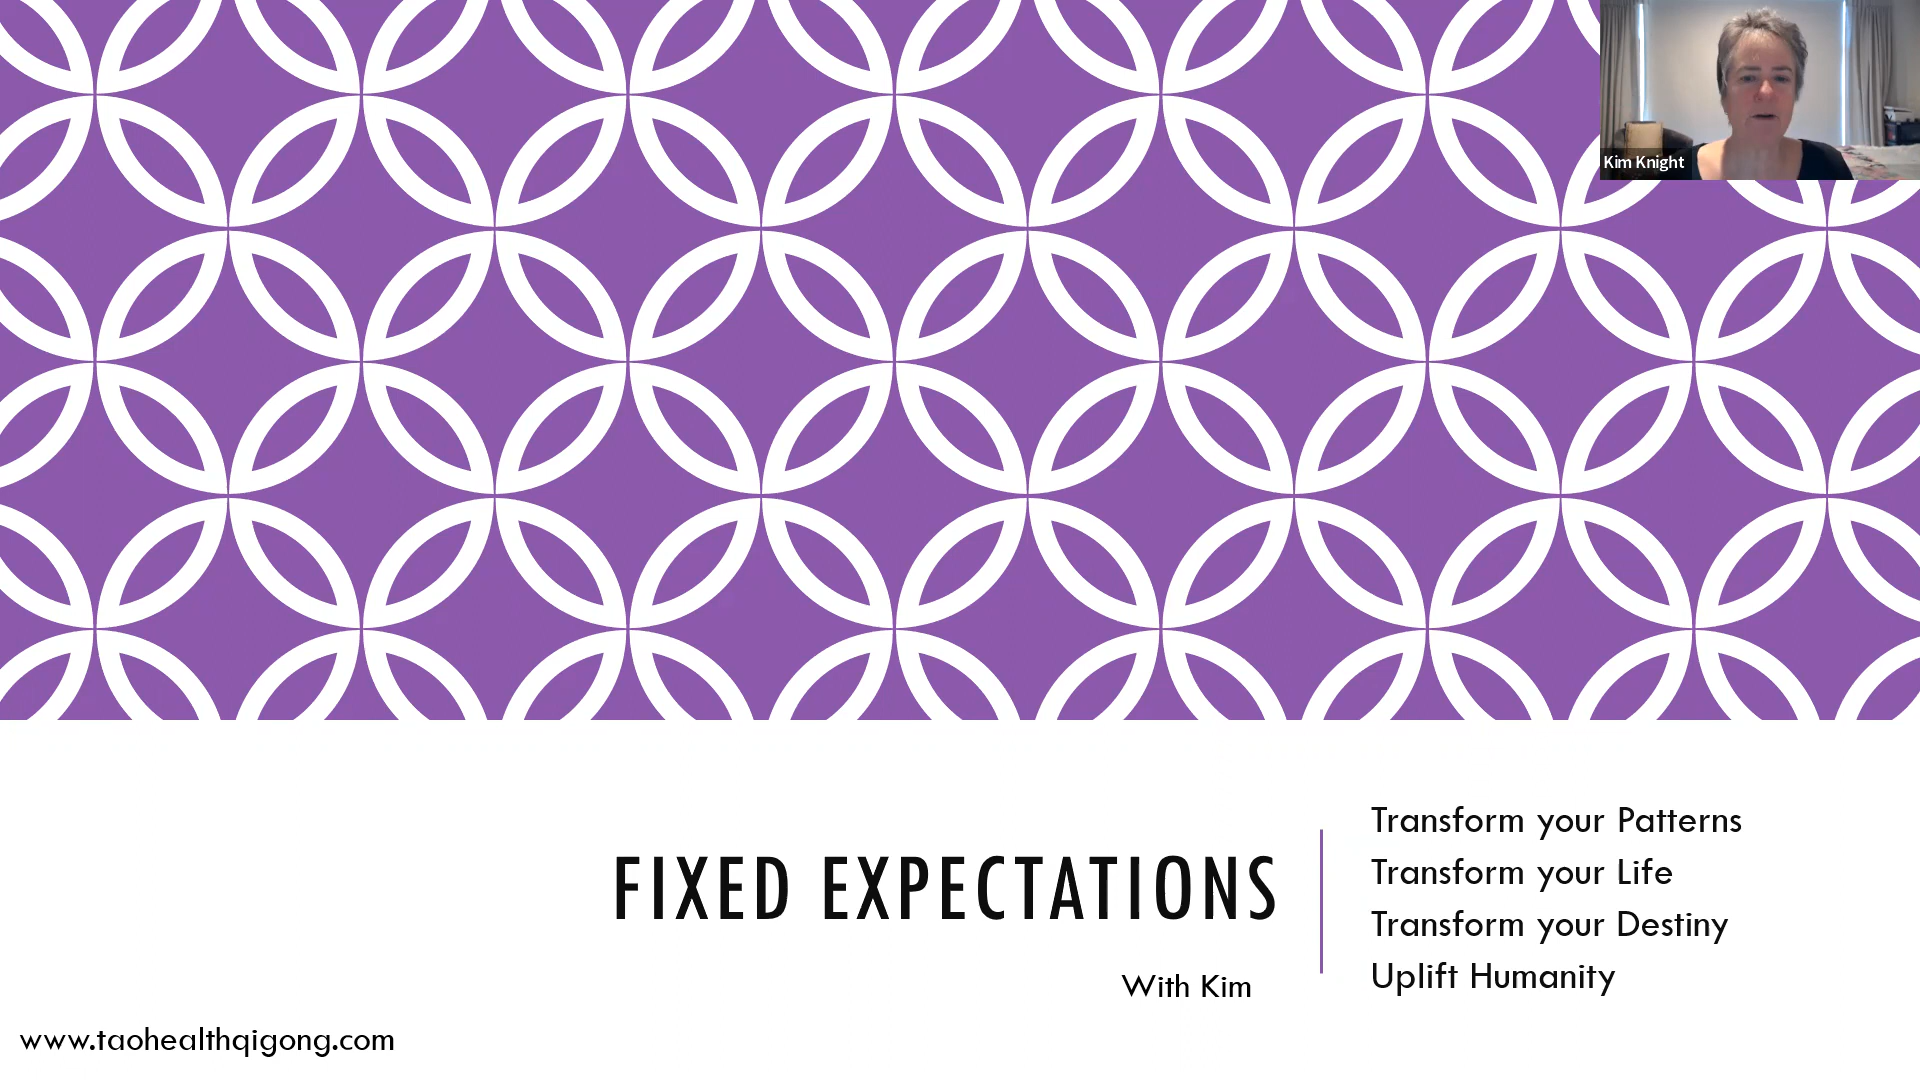 Kim Knight
FIXED EXPECTATIONS
With Kim
Transform your Patterns
Transform your Life
Transform your Destiny
Uplift Humanity
www.taohealthqigong.com